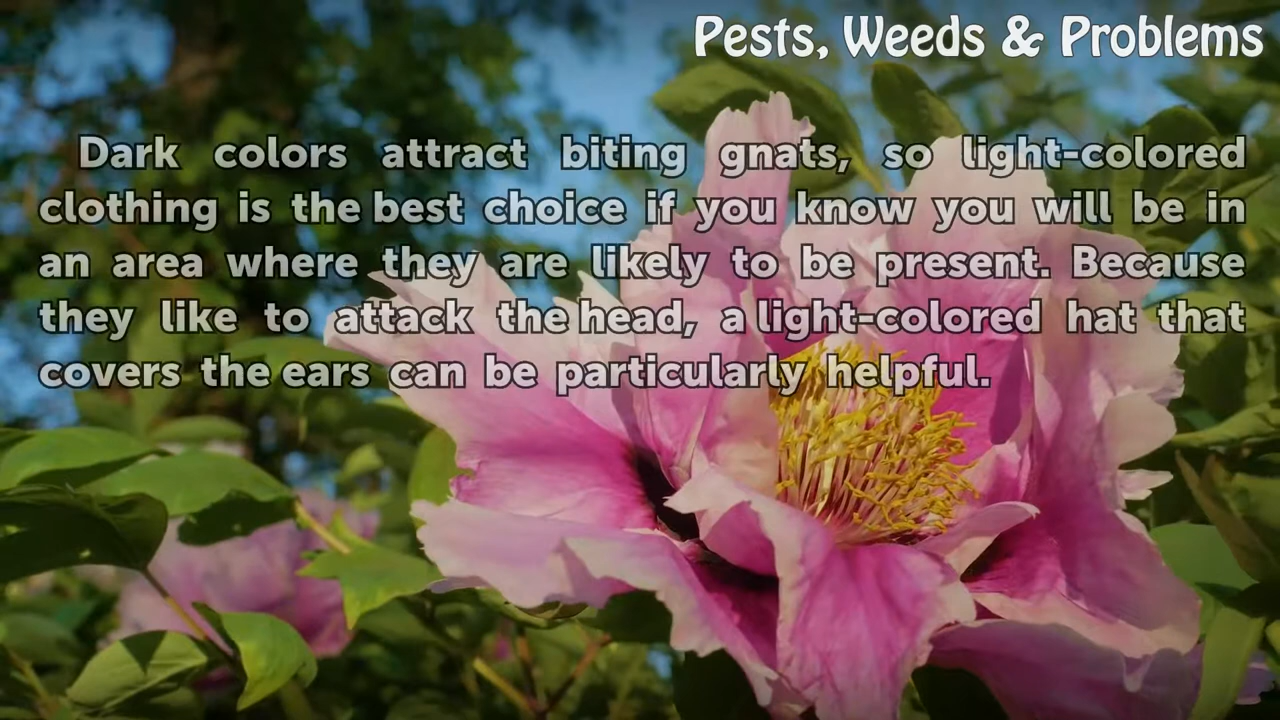 Pests, Weeds & Problems
Dark colors attract biting gnats, so light-colored
clothing is the best choice if you know you will be in
an area where they are likely to be present. Because
they like to attack the head, a light-colored hat that
covers the ears can be particularly helpful.